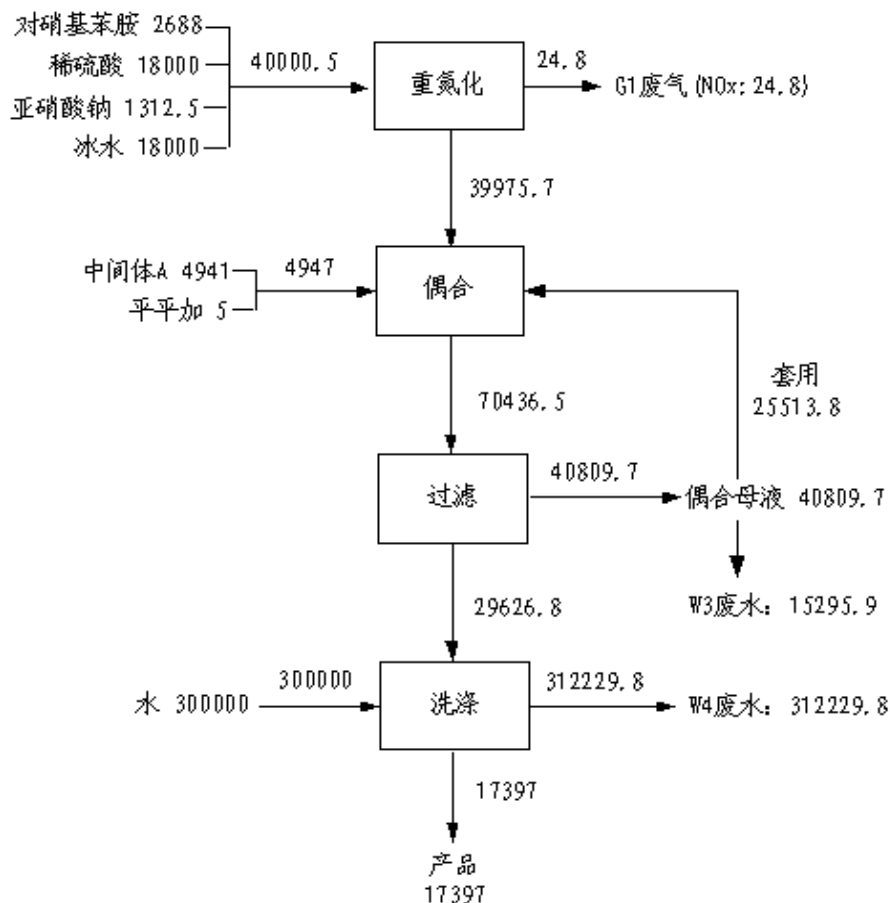 对硝基苯胺 2688
稀硫酸 18000
亚硝酸钠 1312.5
冰水 18000
40000.5
重氮化
24.8
G1废气(NOx:24.8)
39975.7
中间体A 4941
平平加 5
4947
偶合
套用
25513.8
70436.5
过滤
40809.7
偶合母液 40809.7
29626.8
W3废水: 15295.9
水 300000
300000
洗涤
312229.8
W4废水: 312229.8
17397
产品
17397